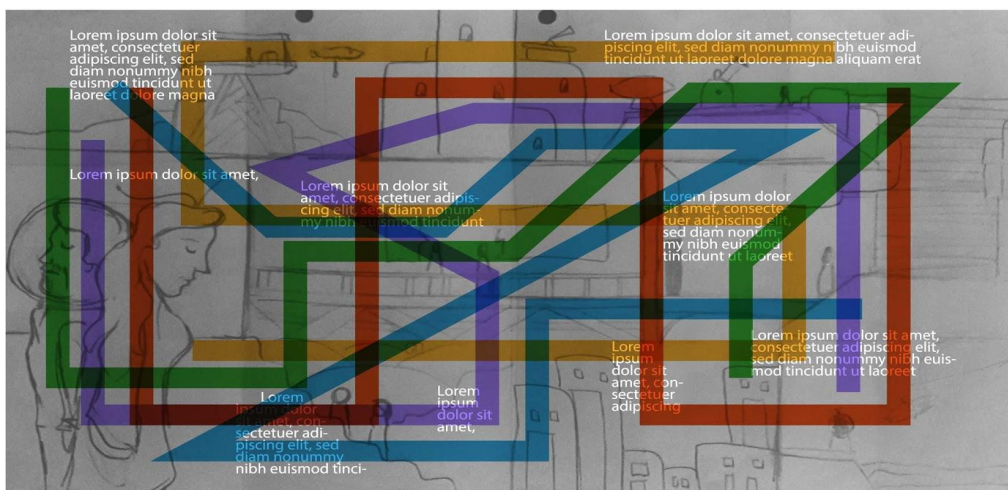 Lorem ipsum dolor sit
amet, consectetuer
adipiscing elit, sed
diam nonummy nibh
euismod tincidunt ut
laoreet dolore magna
Lorem ipsum dolor sit amet, consectetuer adi-
piscing elit, sed diam nonummy nibh euismod
tincidunt ut laoreet dolore magna aliquam erat
Lorem ipsum dolor sit amet,
Lorem ipsum dolor sit
amet, consectetuer adipis-
cing elit, sed diam nonum-
my nibh euismod tincidunt
Lorem ipsum dolor
sit amet, consecte
tuer adipiscing elit,
sed diam nonum-
my nibh euismod
tincidunt ut laoreet
Lorem ipsum dolor sit amet,
consectetuer adipiscing elit,
sed diam nonummy nibh euis-
mod tincidunt ut laoreet
Lorem
ipsum
dolor sit
amet, con-
sectetuer
adipiscing
Lorem
ipsum
dolor sit
amet,
Lorem
ipsum dolor
sit amet, con-
sectetuer adi-
piscing elit, sed
diam nonummy
nibh euismod tinci-